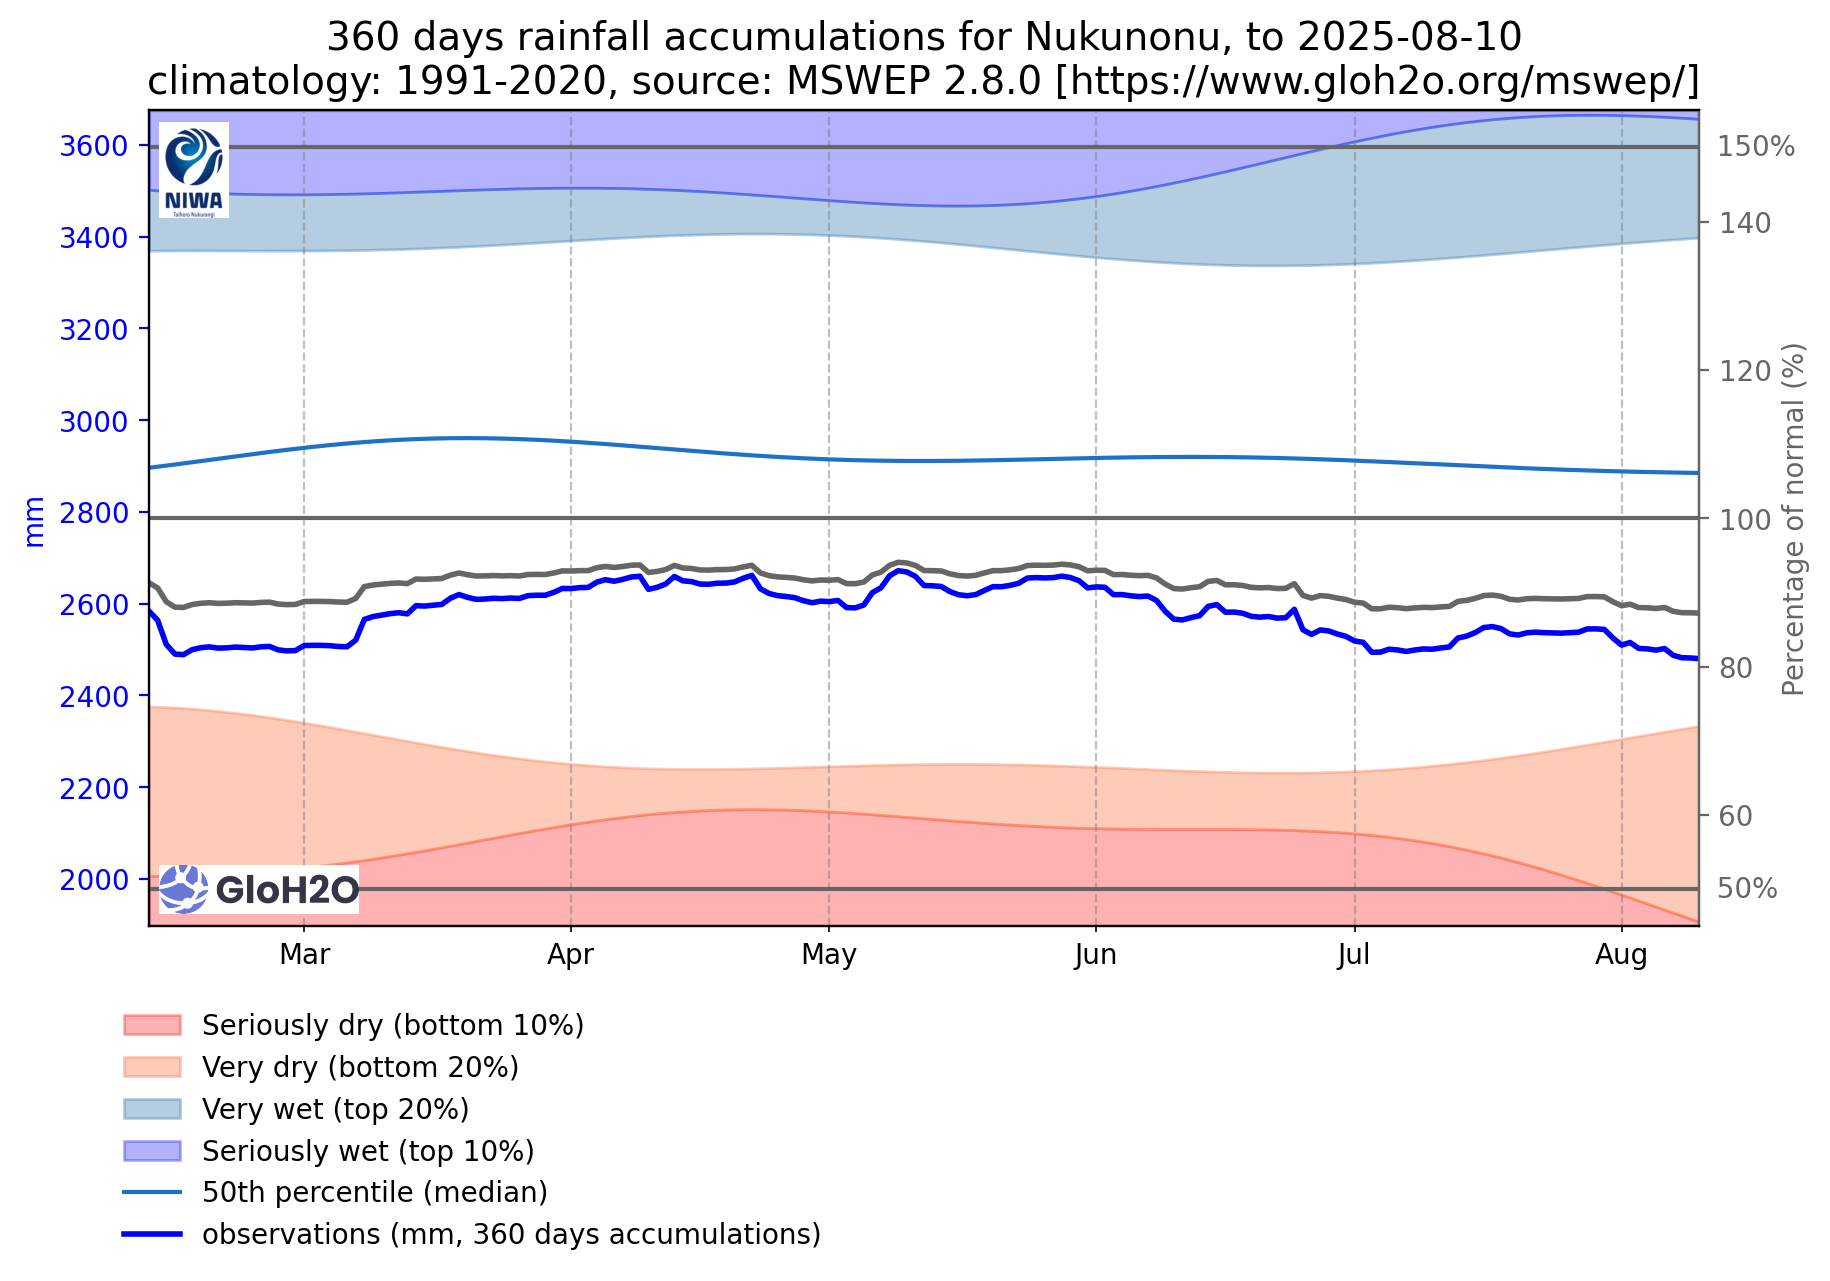 360 days rainfall accumulations for Nukunonu, to 2025-08-10
climatology: 1991-2020, source: MSWEP 2.8.0 [https://www.gloh2o.org/mswep/]
3600
3400
3200
3000
2800
2600
2400
2200
2000
mm
NIWA
Taihoro Nukurangi
GloH2O
150%
140
120
100
80
60
50%
Percentage of normal (%)
Mar
Apr
May
Jun
Jul
Aug
Seriously dry (bottom 10%)
Very dry (bottom 20%)
Very wet (top 20%)
Seriously wet (top 10%)
50th percentile (median)
observations (mm, 360 days accumulations)